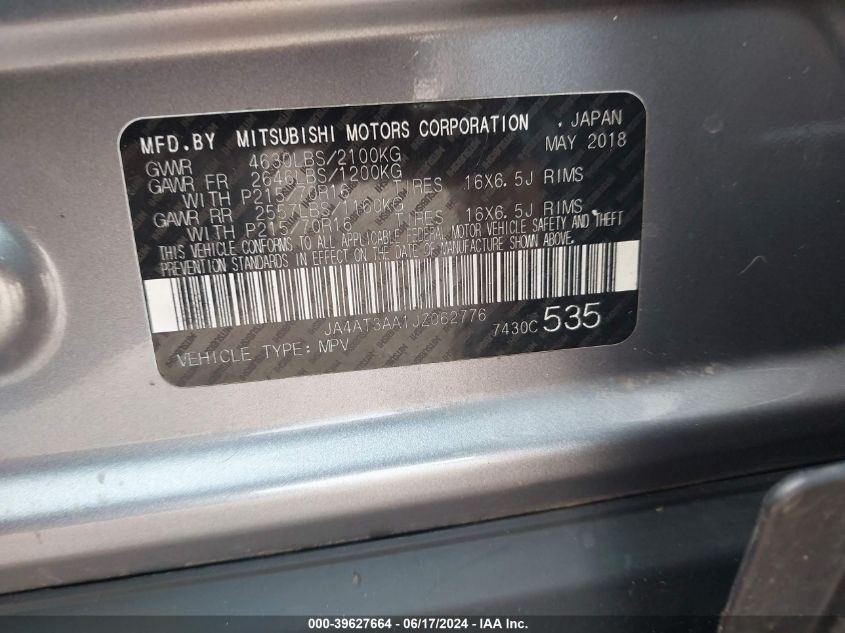 MFD.BY MITSUBISHI MOTORS CORPORATION , JAPAN
GVWR 4630LBS/2100KG MAY 2018
GAWR FR 2646LBS/1200KG
WITH P215/70R16 TIRES 16X6.5J RIMS
GAWR RR 2557LBS/1160KG
WITH P215/70R16 TIRES 16X6.5J RIMS
THIS VEHICLE CONFORMS TO ALL APPLICABLE FEDERAL MOTOR VEHICLE SAFETY AND THEFT
PREVENTION STANDARDS IN EFFECT ON THE DATE OF MANUFACTURE SHOWN ABOVE.
JA4AT3AA1JZ062776 7430C 535
VEHICLE TYPE: MPV
000-39627664 / 06/17/2024 - IAA Inc.